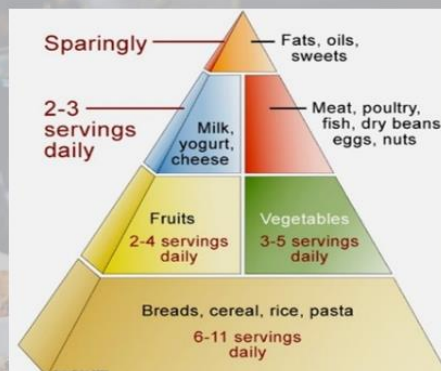 Sparingly
Fats, oils,
sweets
2-3
servings
daily
Milk,
yogurt,
cheese
Meat, poultry,
fish, dry beans
eggs, nuts
Fruits
2-4 servings
daily
Vegetables
3-5 servings
daily
Breads, cereal, rice, pasta
6-11 servings
daily